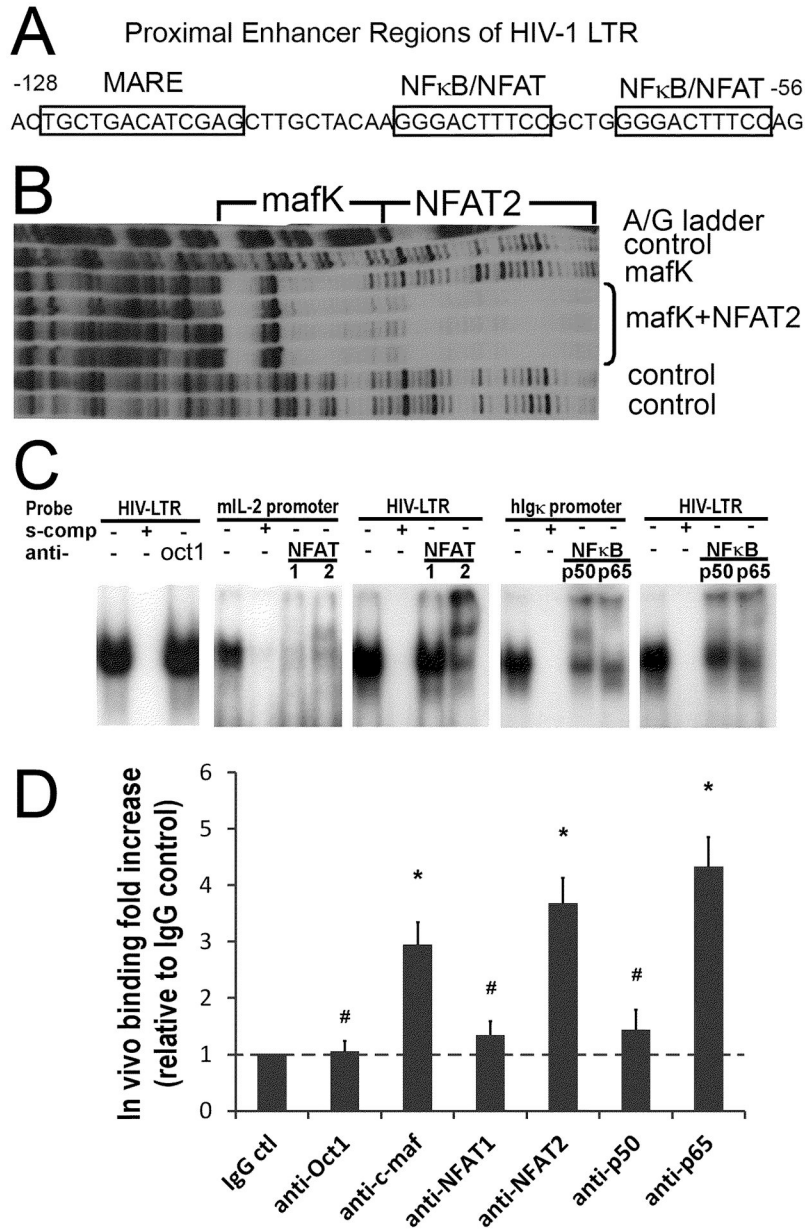 A
Proximal Enhancer Regions of HIV-1 LTR
-128 MARE NFκB/NFAT NFκB/NFAT -56
ACTGCTGACATCGAGCTTGCTACAAGGGACTTTCCGCTGGGGACTTTCCAG
B
mafK NFAT2
A/G ladder
control
mafK
mafK+NFAT2
control
control
C
Probe HIV-LTR mIL-2 promoter HIV-LTR hIgκ promoter HIV-LTR
s-comp - + - - + - - - + - - - + - - - + - -
anti- - - oct1 - - NFAT - - NFAT - - NFκB - - NFκB
1 2 1 2 p50 p65 p50 p65
D
In vivo binding fold increase
(relative to IgG control)
6
5
4
3
2
1
0
# * # * # *
IgG ctl
anti-Oct1
anti-c-maf
anti-NFAT1
anti-NFAT2
anti-p50
anti-p65